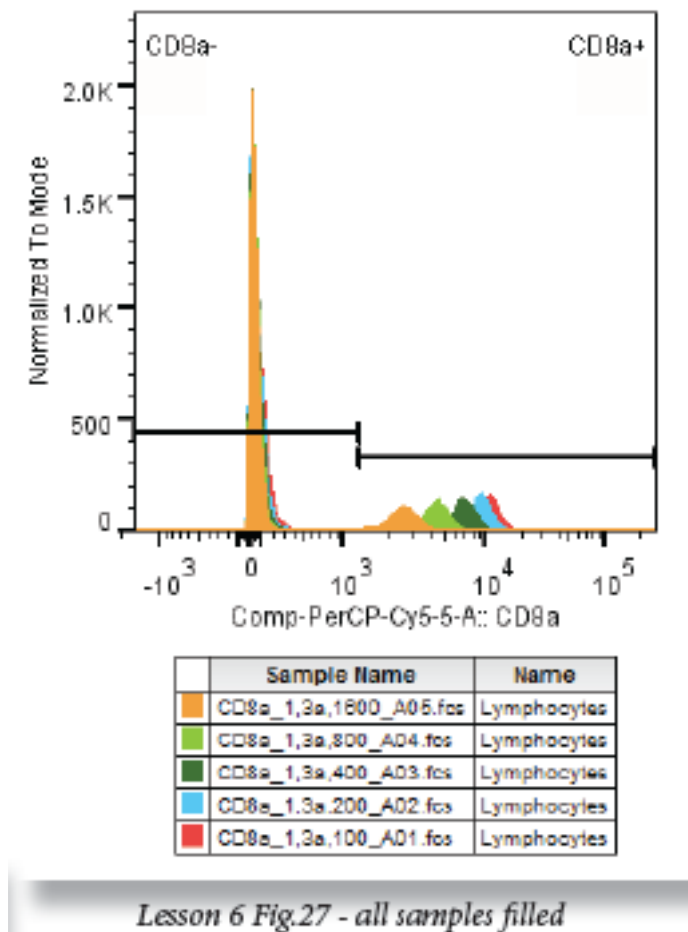 CD8a- CD8a+
2.0K
1.5K
1.0K
500
0
Normalized To Mode
-10^3 0 10^3 10^4 10^5
Comp-PerCP-Cy5-5-A:: CD8a
Sample Name Name
CD8a_1,3a,1600_A05.fcs Lymphocytes
CD8a_1,3a,800_A04.fcs Lymphocytes
CD8a_1,3a,400_A03.fcs Lymphocytes
CD8a_1.3a.200_A02.fcs Lymphocytes
CD8a_1,3a,100_A01.fcs Lymphocytes
Lesson 6 Fig.27 - all samples filled